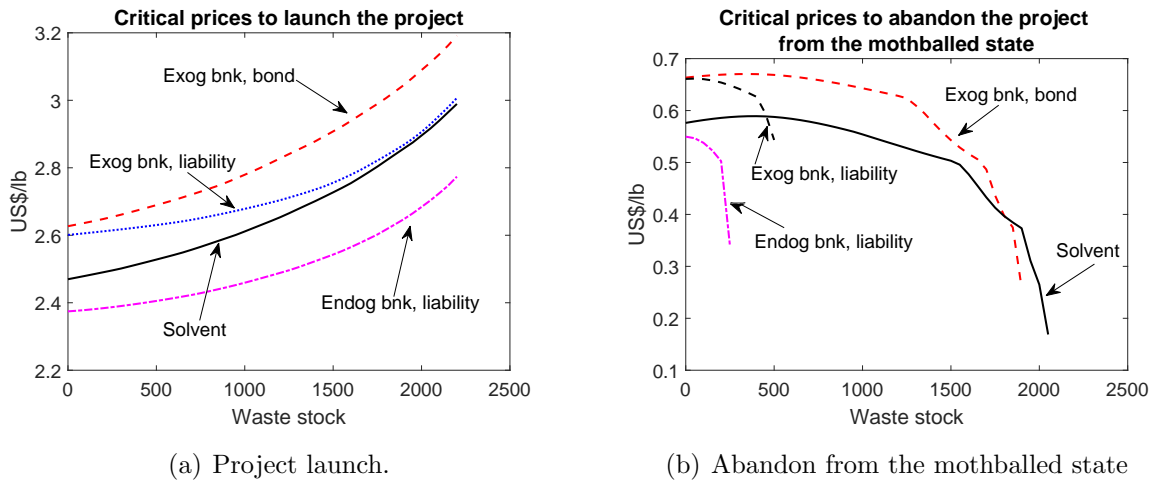 Critical prices to launch the project
3.2
3
2.8
2.6
2.4
2.2
US$/lb
Exog bnk, bond
Exog bnk, liability
Endog bnk, liability
Solvent
0
500
1000
1500
2000
2500
Waste stock
(a) Project launch.
Critical prices to abandon the project
from the mothballed state
0.7
0.6
0.5
0.4
0.3
0.2
0.1
US$/lb
Exog bnk, bond
Exog bnk, liability
Endog bnk, liability
Solvent
0
500
1000
1500
2000
2500
Waste stock
(b) Abandon from the mothballed state